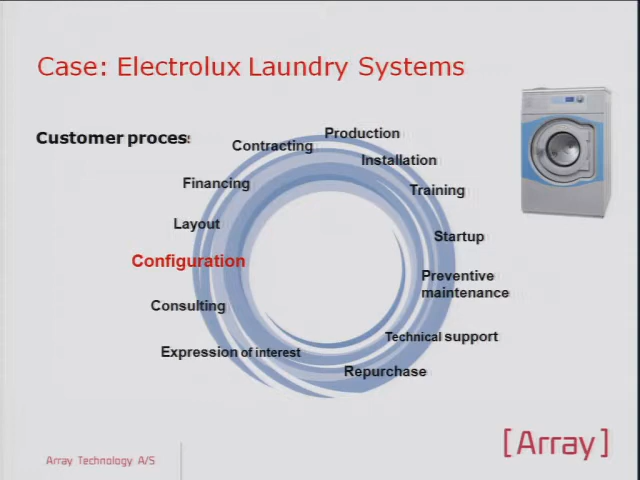 Case: Electrolux Laundry Systems
Customer proces
Production
Contracting
Installation
Financing
Training
Layout
Startup
Configuration
Preventive
maintenance
Consulting
Technical support
Expression of interest
Repurchase
[Array]
Array Technology A/S